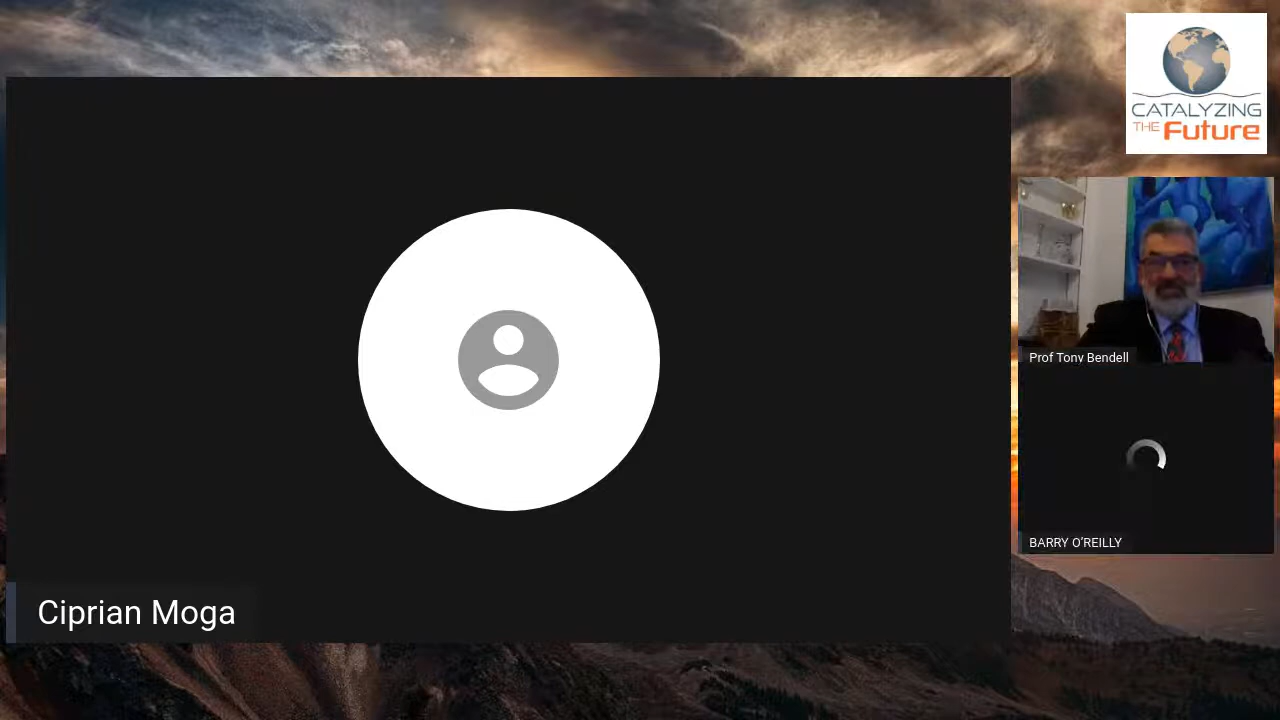 CATALYZING
THE Future
Prof Tony Bendell
BARRY O'REILLY
Ciprian Moga